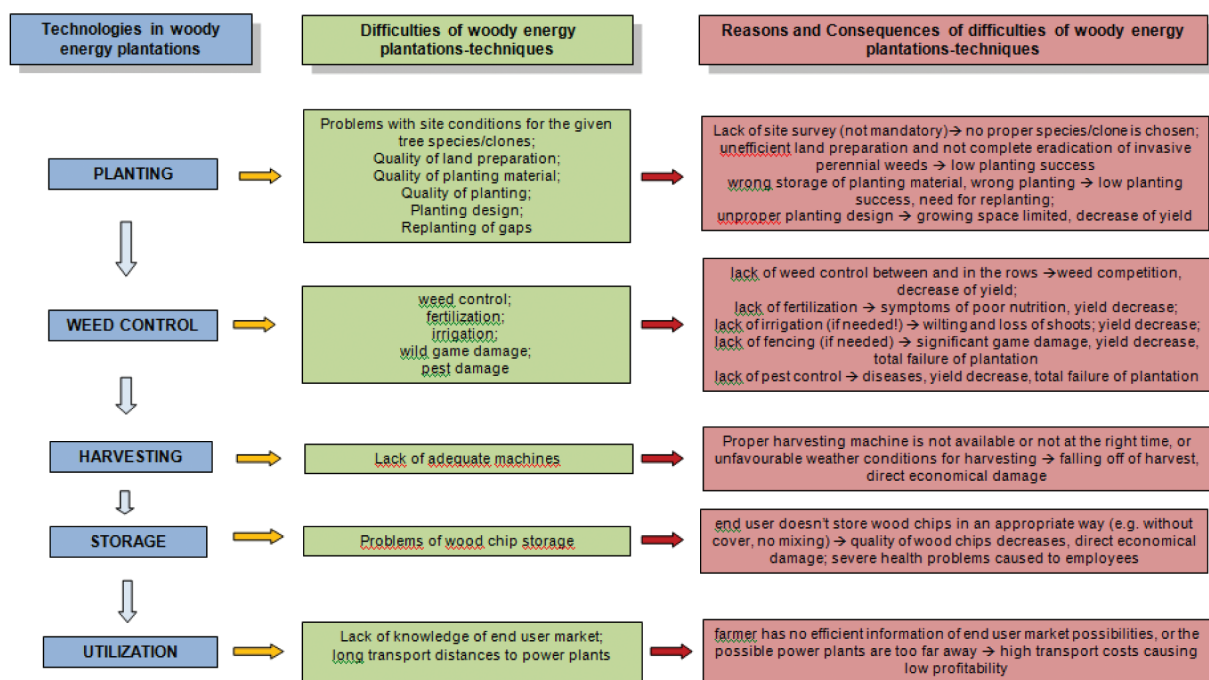 Technologies in woody
energy plantations
Difficulties of woody energy
plantations-techniques
Reasons and Consequences of difficulties of woody energy
plantations-techniques
PLANTING
Problems with site conditions for the given
tree species/clones;
Quality of land preparation;
Quality of planting material;
Quality of planting;
Planting design;
Replanting of gaps
Lack of site survey (not mandatory)→ no proper species/clone is chosen;
unefficient land preparation and not complete eradication of invasive
perennial weeds → low planting success
wrong storage of planting material, wrong planting → low planting
success, need for replanting;
unproper planting design → growing space limited, decrease of yield
WEED CONTROL
weed control;
fertilization;
irrigation;
wild game damage;
pest damage
lack of weed control between and in the rows →weed competition,
decrease of yield;
lack of fertilization → symptoms of poor nutrition, yield decrease;
lack of irrigation (if needed!) → wilting and loss of shoots; yield decrease;
lack of fencing (if needed) → significant game damage, yield decrease,
total failure of plantation
lack of pest control → diseases, yield decrease, total failure of plantation
HARVESTING
Lack of adequate machines
Proper harvesting machine is not available or not at the right time, or
unfavourable weather conditions for harvesting → falling off of harvest,
direct economical damage
STORAGE
Problems of wood chip storage
end user doesn't store wood chips in an appropriate way (e.g. without
cover, no mixing) → quality of wood chips decreases, direct economical
damage; severe health problems caused to employees
UTILIZATION
Lack of knowledge of end user market;
long transport distances to power plants
farmer has no efficient information of end user market possibilities, or the
possible power plants are too far away → high transport costs causing
low profitability